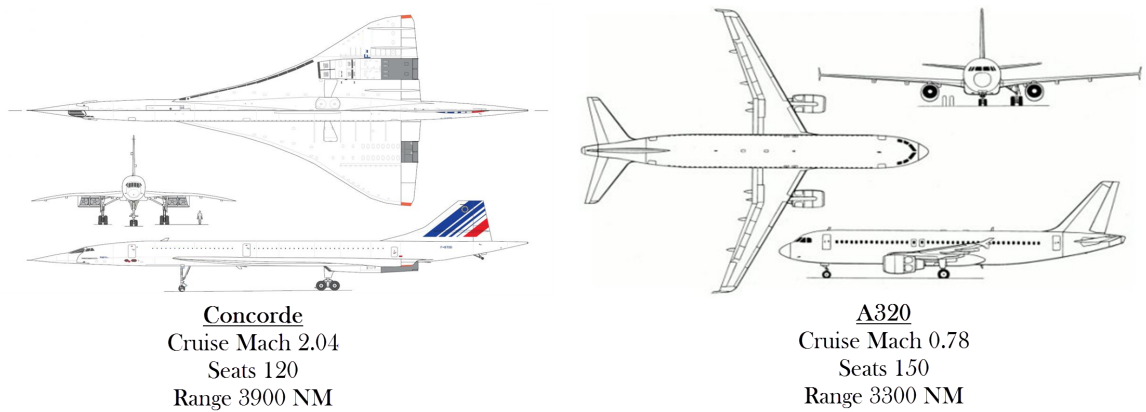 Concorde
Cruise Mach 2.04
Seats 120
Range 3900 NM
A320
Cruise Mach 0.78
Seats 150
Range 3300 NM